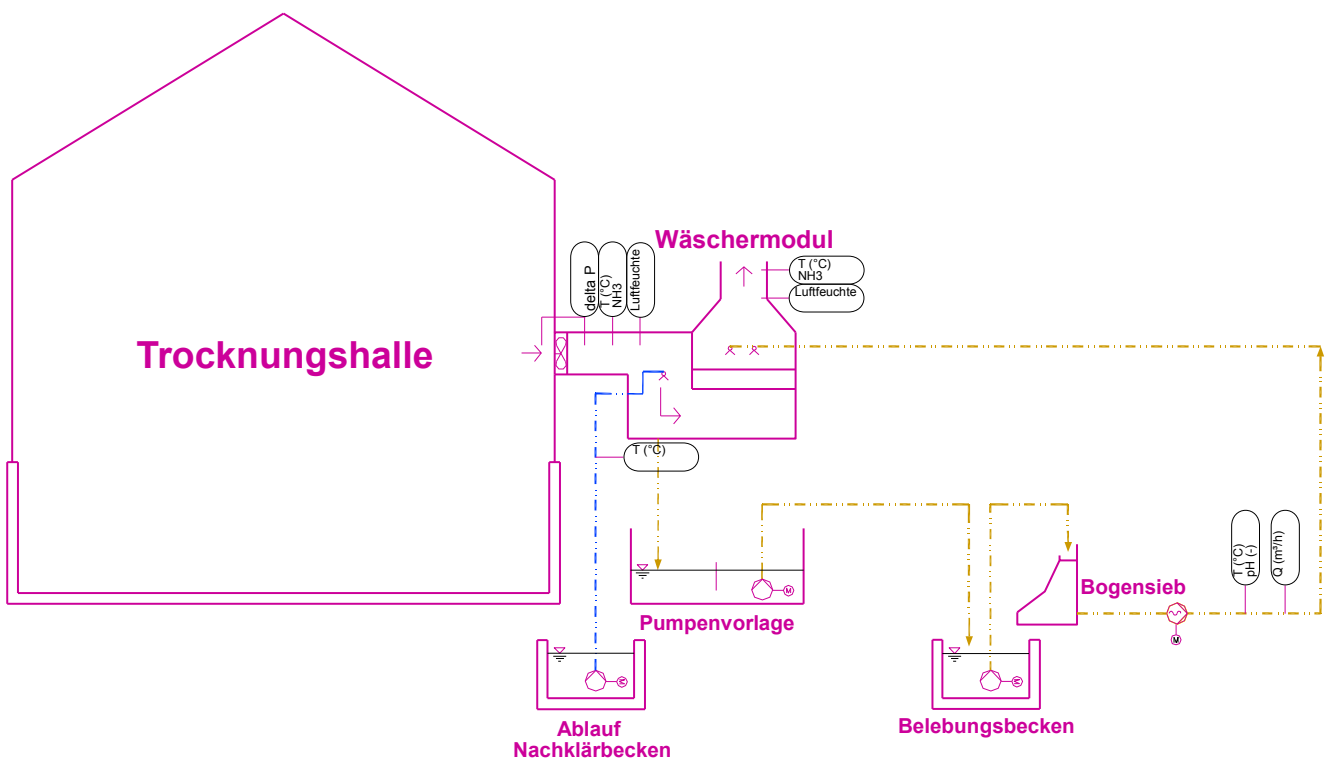 Wäschermodul
delta P
T (°C)
NH3
Luftfeuchte
T (°C)
NH3
Luftfeuchte
Trocknungshalle
T (°C)
T (°C)
pH (-)
Q (m³/h)
Bogensieb
M
Pumpenvorlage
M
M
M
Ablauf
Nachklärbecken
Belebungsbecken